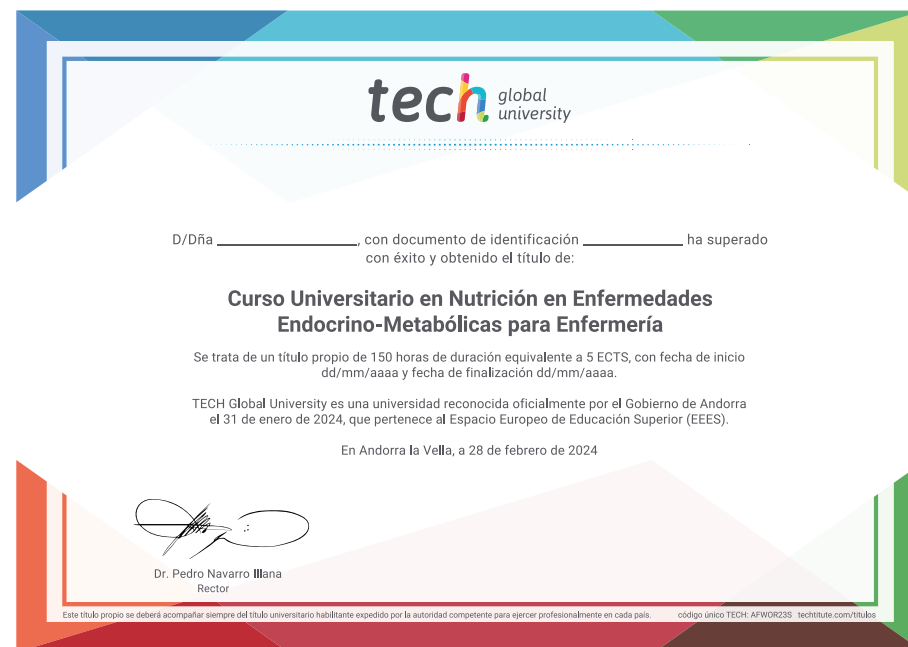 tech global university
D/Dña ______________, con documento de identificación __________ ha superado
con éxito y obtenido el título de:
Curso Universitario en Nutrición en Enfermedades
Endocrino-Metabólicas para Enfermería
Se trata de un título propio de 150 horas de duración equivalente a 5 ECTS, con fecha de inicio
dd/mm/aaaa y fecha de finalización dd/mm/aaaa.
TECH Global University es una universidad reconocida oficialmente por el Gobierno de Andorra
el 31 de enero de 2024, que pertenece al Espacio Europeo de Educación Superior (EEES).
En Andorra la Vella, a 28 de febrero de 2024
Dr. Pedro Navarro Illana
Rector
Este título propio se deberá acompañar siempre del título universitario habilitante expedido por la autoridad competente para ejercer profesionalmente en cada país. código único TECH: AFWOR23S techtitute.com/titulos